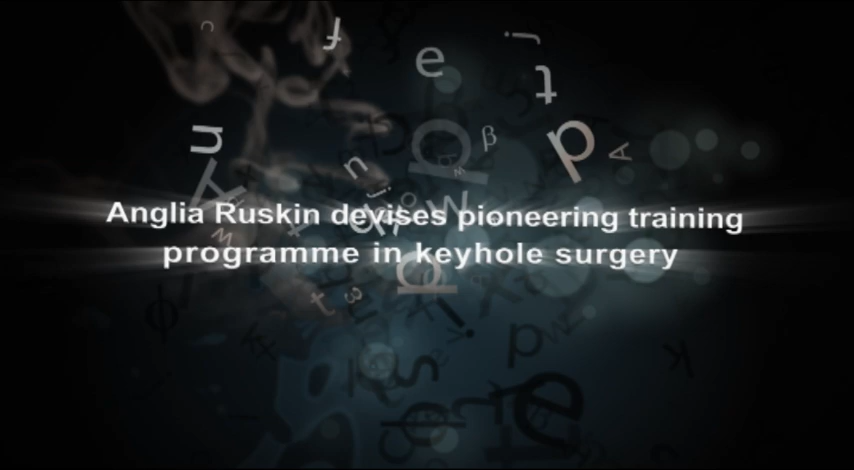 Anglia Ruskin devises pioneering training
programme in keyhole surgery